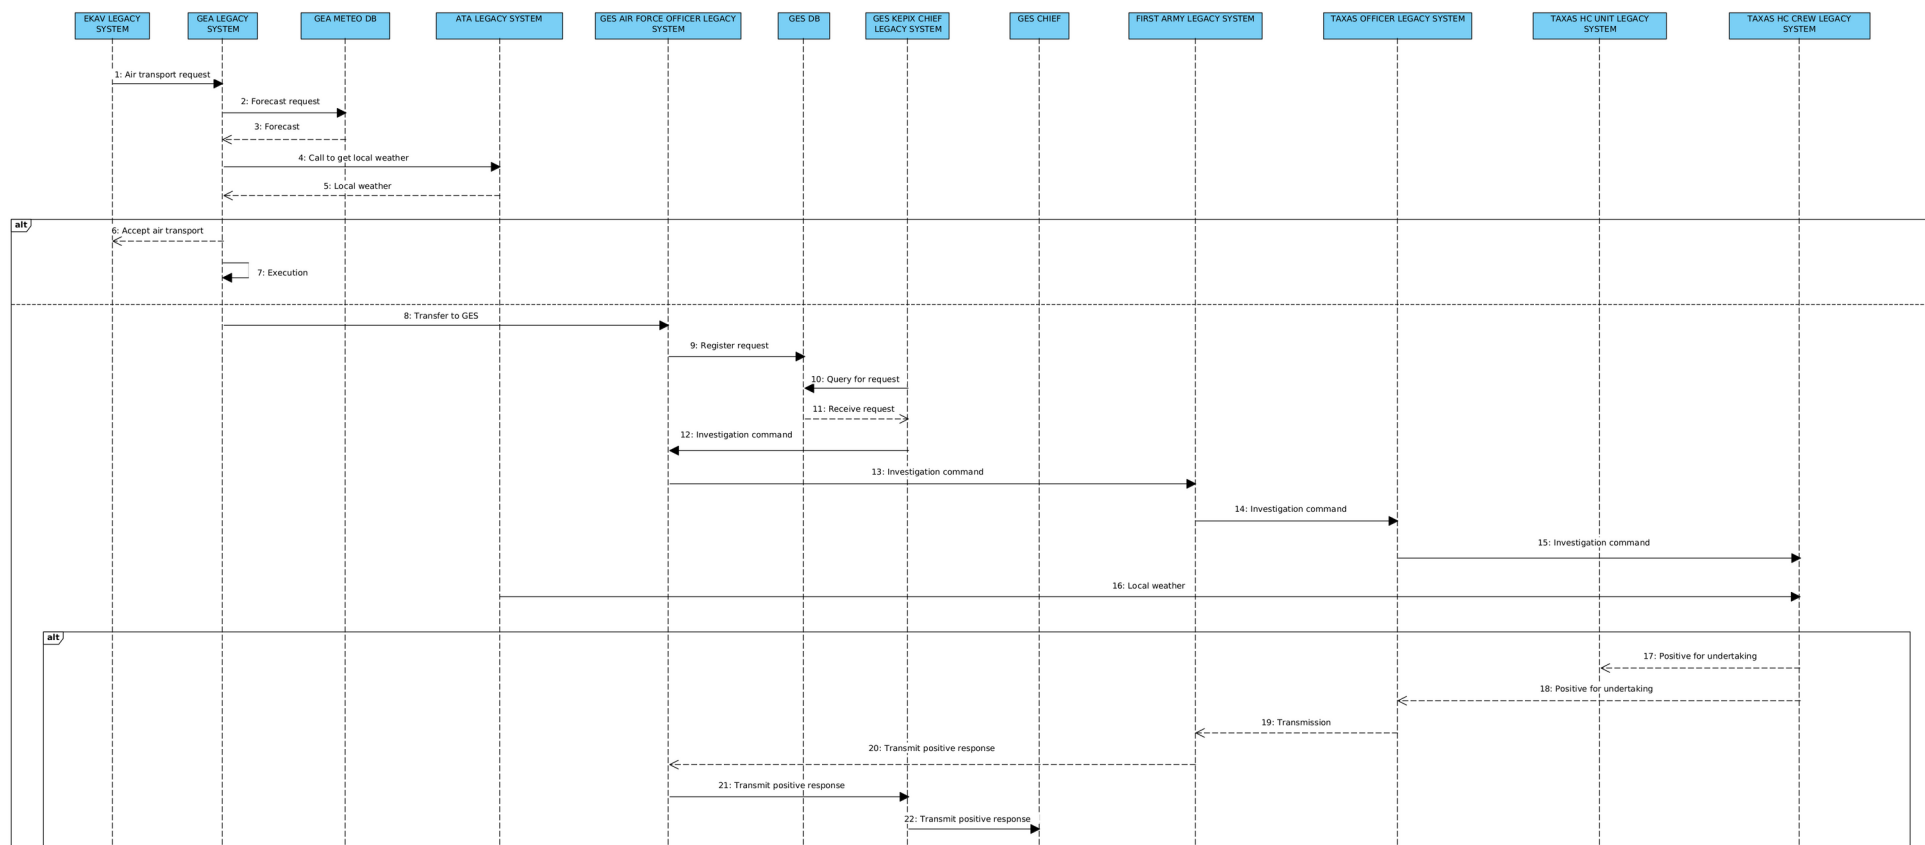 EKAV LEGACY
SYSTEM
GEA LEGACY
SYSTEM
GEA METEO DB
ATA LEGACY SYSTEM
GES AIR FORCE OFFICER LEGACY
SYSTEM
GES DB
GES KEPIX CHIEF
LEGACY SYSTEM
GES CHIEF
FIRST ARMY LEGACY SYSTEM
TAXAS OFFICER LEGACY SYSTEM
TAXAS HC UNIT LEGACY
SYSTEM
TAXAS HC CREW LEGACY
SYSTEM
1: Air transport request
2: Forecast request
3: Forecast
4: Call to get local weather
5: Local weather
alt
6: Accept air transport
7: Execution
8: Transfer to GES
9: Register request
10: Query for request
11: Receive request
12: Investigation command
13: Investigation command
14: Investigation command
15: Investigation command
16: Local weather
alt
17: Positive for undertaking
18: Positive for undertaking
19: Transmission
20: Transmit positive response
21: Transmit positive response
22: Transmit positive response